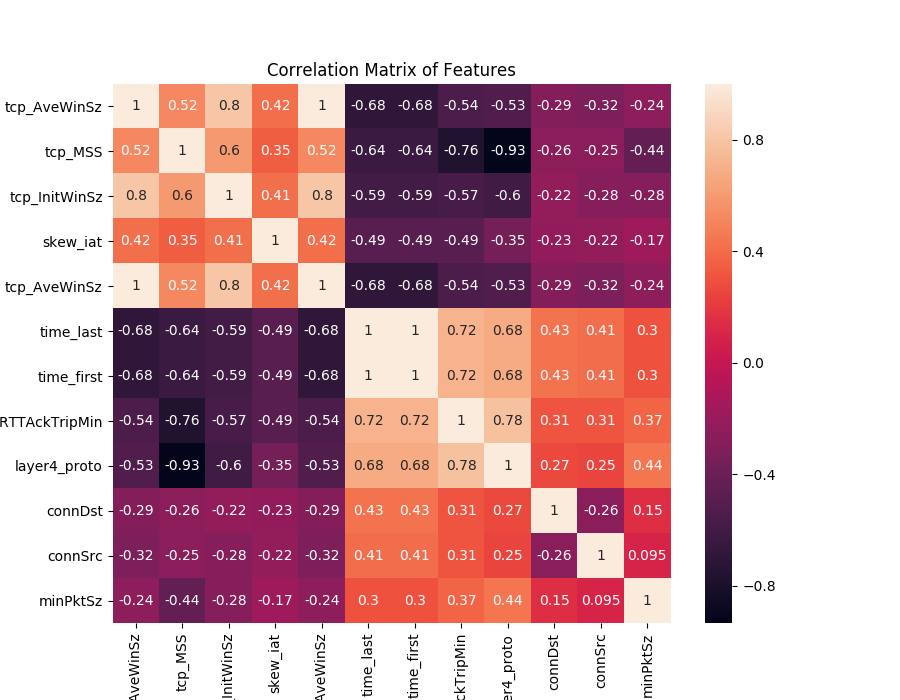 Correlation Matrix of Features
tcp_AveWinSz 1 0.52 0.8 0.42 1 -0.68 -0.68 -0.54 -0.53 -0.29 -0.32 -0.24
tcp_MSS 0.52 1 0.6 0.35 0.52 -0.64 -0.64 -0.76 -0.93 -0.26 -0.25 -0.44
tcp_InitWinSz 0.8 0.6 1 0.41 0.8 -0.59 -0.59 -0.57 -0.6 -0.22 -0.28 -0.28
skew_iat 0.42 0.35 0.41 1 0.42 -0.49 -0.49 -0.49 -0.35 -0.23 -0.22 -0.17
tcp_AveWinSz 1 0.52 0.8 0.42 1 -0.68 -0.68 -0.54 -0.53 -0.29 -0.32 -0.24
time_last -0.68 -0.64 -0.59 -0.49 -0.68 1 1 0.72 0.68 0.43 0.41 0.3
time_first -0.68 -0.64 -0.59 -0.49 -0.68 1 1 0.72 0.68 0.43 0.41 0.3
RTTAckTripMin -0.54 -0.76 -0.57 -0.49 -0.54 0.72 0.72 1 0.78 0.31 0.31 0.37
layer4_proto -0.53 -0.93 -0.6 -0.35 -0.53 0.68 0.68 0.78 1 0.27 0.25 0.44
connDst -0.29 -0.26 -0.22 -0.23 -0.29 0.43 0.43 0.31 0.27 1 -0.26 0.15
connSrc -0.32 -0.25 -0.28 -0.22 -0.32 0.41 0.41 0.31 0.25 -0.26 1 0.095
minPktSz -0.24 -0.44 -0.28 -0.17 -0.24 0.3 0.3 0.37 0.44 0.15 0.095 1
AveWinSz
tcp_MSS
InitWinSz
skew_iat
AveWinSz
time_last
time_first
ckTripMin
er4_proto
connDst
connSrc
minPktSz
0.8
0.4
0.0
−0.4
−0.8